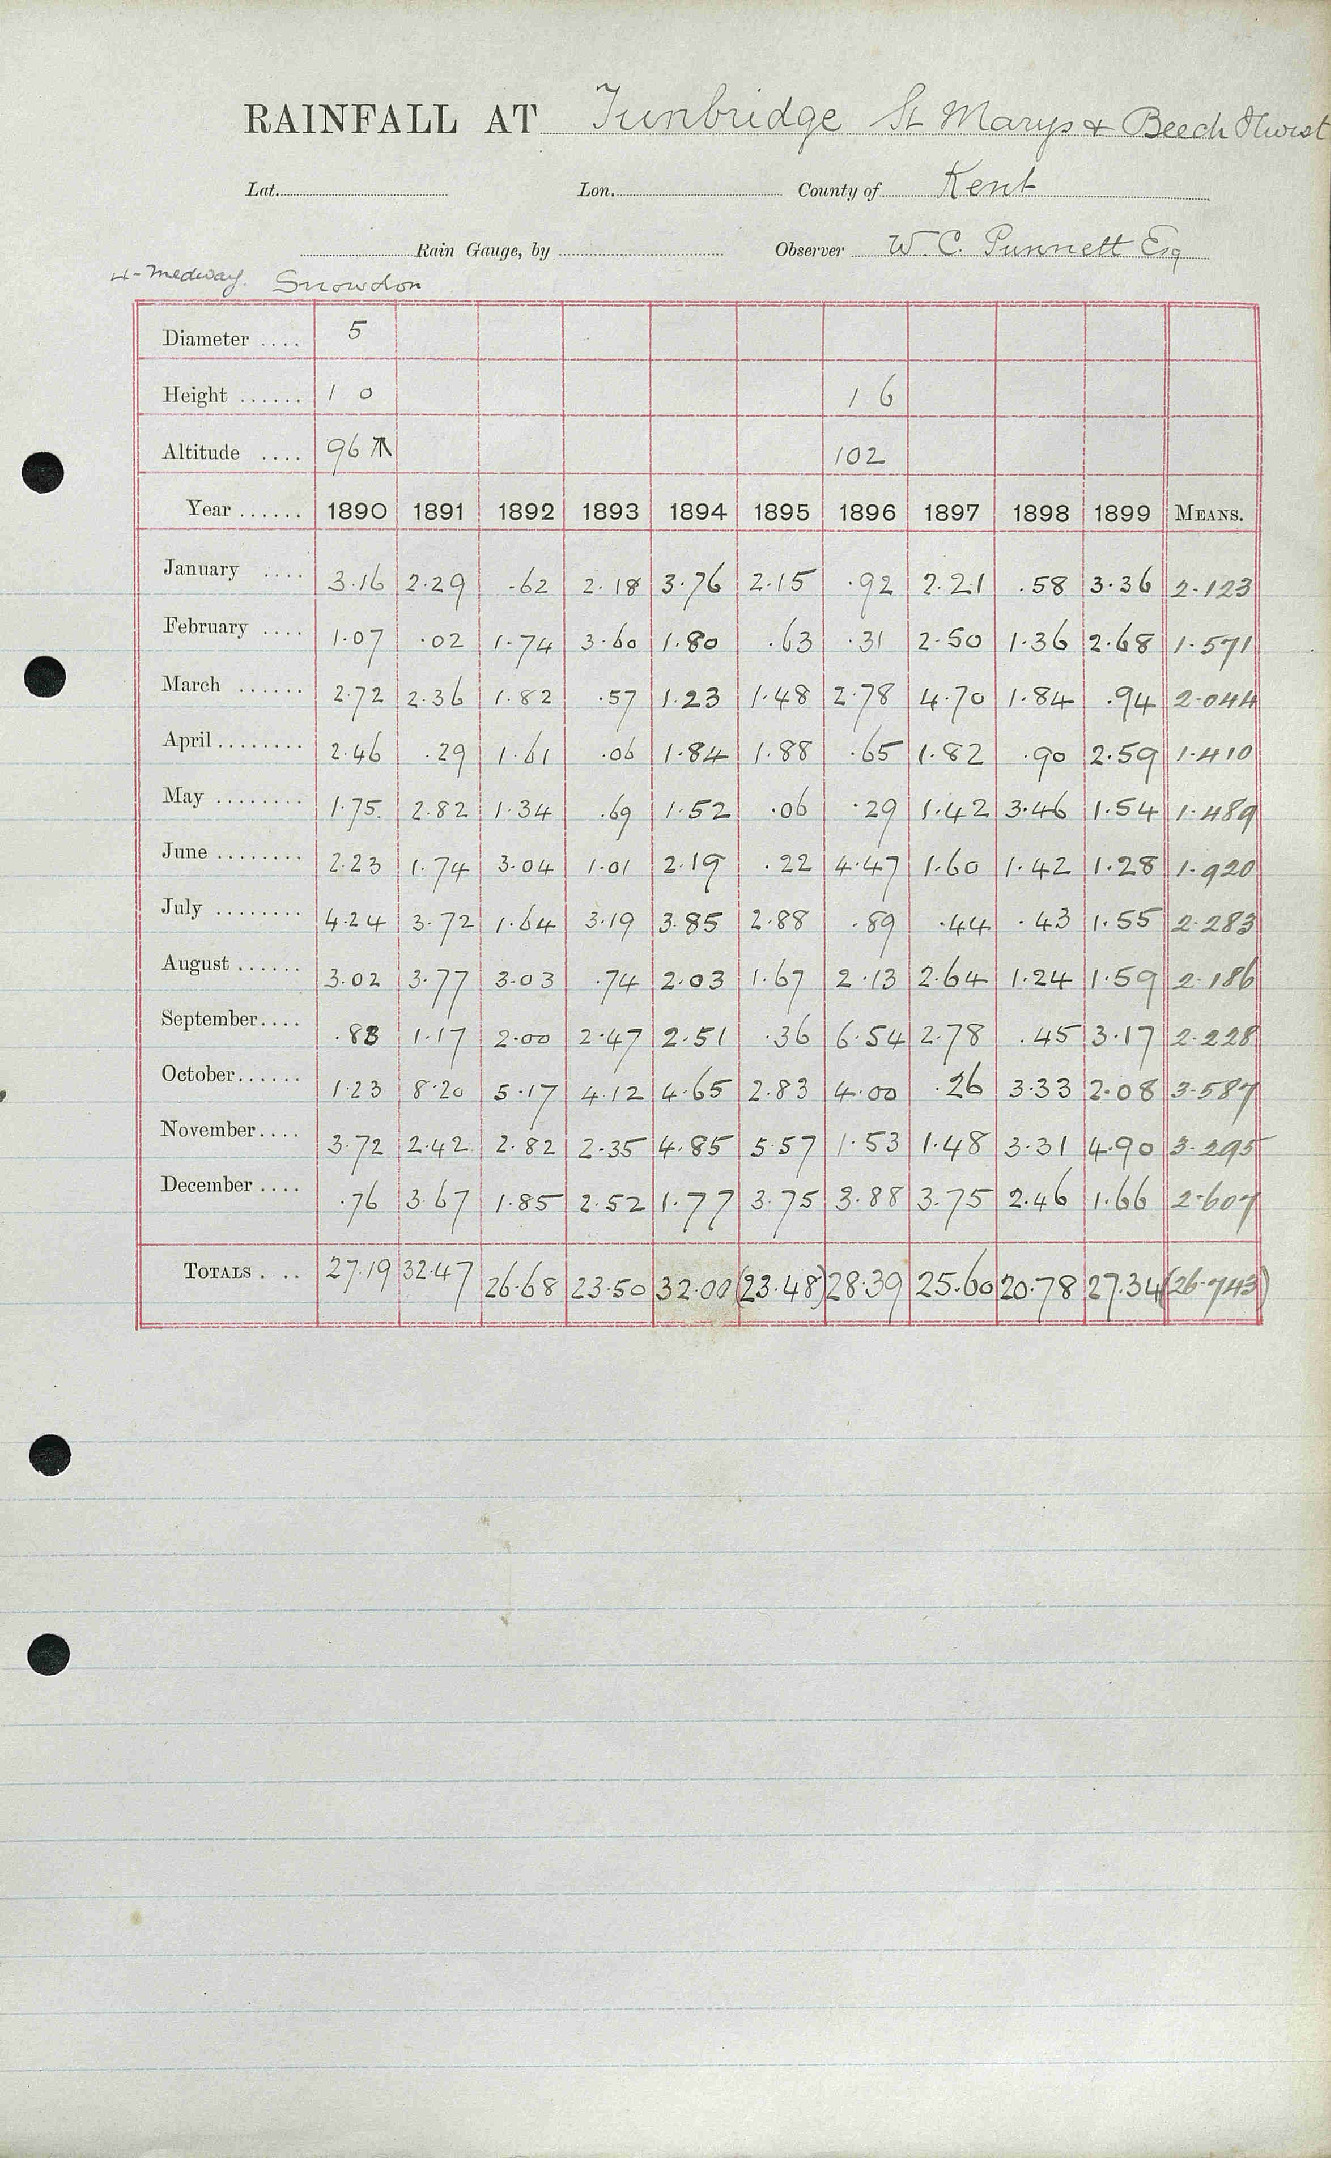 RAINFALL AT Tunbridge St Marys & Beech Hurst
Lat. Lon. County of Kent
Rain Gauge, by Observer W. C. Punnett Esq
4-Medway. Snowdon
Diameter .... 5
Height ...... 1 0 1 6
Altitude .... 96 102
Year ...... 1890 1891 1892 1893 1894 1895 1896 1897 1898 1899 MEANS.
January .... 3.16 2.29 .62 2.18 3.76 2.15 .92 2.21 .58 3.36 2.123
February .... 1.07 .02 1.74 3.60 1.80 .63 .31 2.50 1.36 2.68 1.571
March ...... 2.72 2.36 1.82 .57 1.23 1.48 2.78 4.70 1.84 .94 2.044
April ........ 2.46 .29 1.61 .06 1.84 1.88 .65 1.82 .90 2.59 1.410
May ........ 1.75 2.82 1.34 .69 1.52 .06 .29 1.42 3.46 1.54 1.489
June ........ 2.23 1.74 3.04 1.01 2.19 .22 4.47 1.60 1.42 1.28 1.920
July ........ 4.24 3.72 1.64 3.19 3.85 2.88 .89 .44 .43 1.55 2.283
August ...... 3.02 3.77 3.03 .74 2.03 1.67 2.13 2.64 1.24 1.59 2.186
September.... .83 1.17 2.00 2.47 2.51 .36 6.54 2.78 .45 3.17 2.228
October...... 1.23 8.20 5.17 4.12 4.65 2.83 4.00 .26 3.33 2.08 3.587
November.... 3.72 2.42 2.82 2.35 4.85 5.57 1.53 1.48 3.31 4.90 3.295
December .... .76 3.67 1.85 2.52 1.77 3.75 3.88 3.75 2.46 1.66 2.607
TOTALS . .. 27.19 32.47 26.68 23.50 32.00 (23.48) 28.39 25.60 20.78 27.34 (26.743)